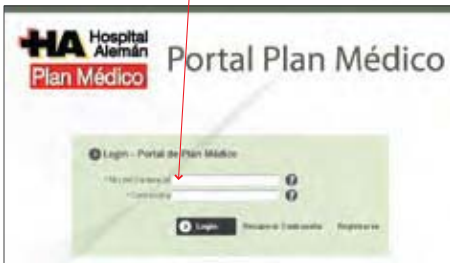 HA Hospital Alemán
Plan Médico
Portal Plan Médico
Login - Portal de Plan Médico
Contraseña
Login
Recuperar Contraseña
Registrarse